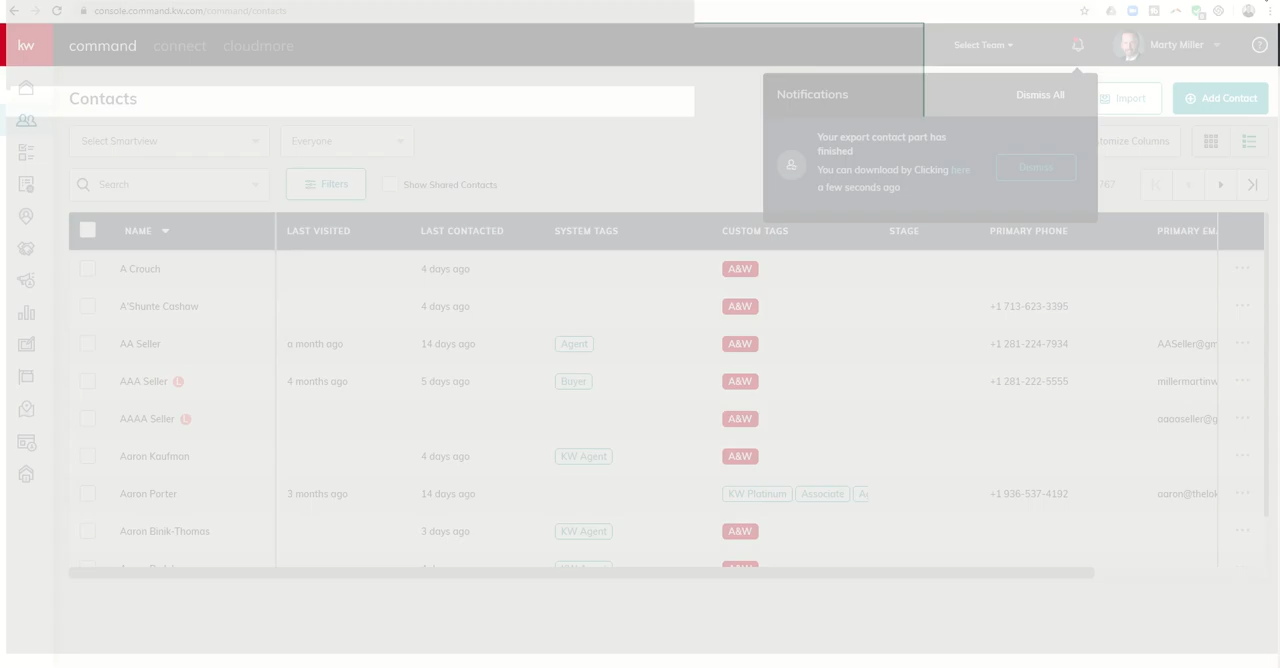 console.command.kw.com/command/contacts
kw command connect cloudmore Select Team Marty Miller ?
Contacts
Notifications Dismiss All
Import Add Contact
Your export contact part has
finished
You can download by Clicking here
a few seconds ago
Dismiss
Select Smartview Everyone
Search Filters Show Shared Contacts
NAME LAST VISITED LAST CONTACTED SYSTEM TAGS CUSTOM TAGS STAGE PRIMARY PHONE PRIMARY EM
A Crouch 4 days ago A&W
A'Shunte Cashaw 4 days ago A&W +1 713-623-3395
AA Seller a month ago 14 days ago Agent A&W +1 281-224-7934 AASeller@gm
AAA Seller L 4 months ago 5 days ago Buyer A&W +1 281-222-5555 millermartinw
AAAA Seller L A&W aaaaseller@g
Aaron Kaufman 4 days ago KW Agent A&W
Aaron Porter 3 months ago 14 days ago KW Platinum Associate +1 936-537-4192 aaron@thelok
Aaron Binik-Thomas 3 days ago KW Agent A&W